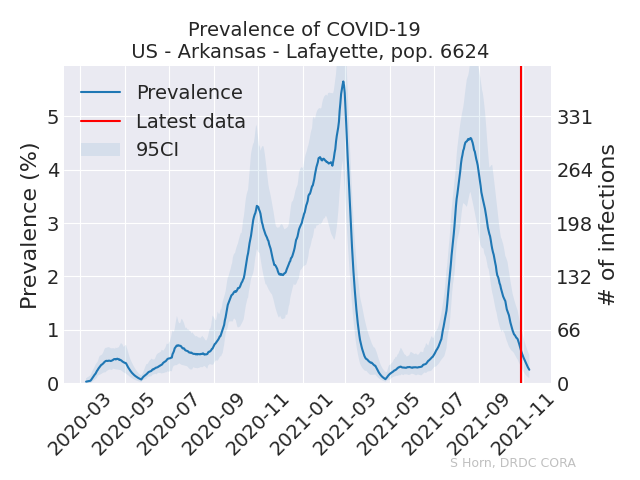 Prevalence of COVID-19
US - Arkansas - Lafayette, pop. 6624
Prevalence
Latest data
95CI
Prevalence (%)
5
4
3
2
1
0
331
264
198
132
66
0
# of infections
2020-03
2020-05
2020-07
2020-09
2020-11
2021-01
2021-03
2021-05
2021-07
2021-09
2021-11
S Horn, DRDC CORA